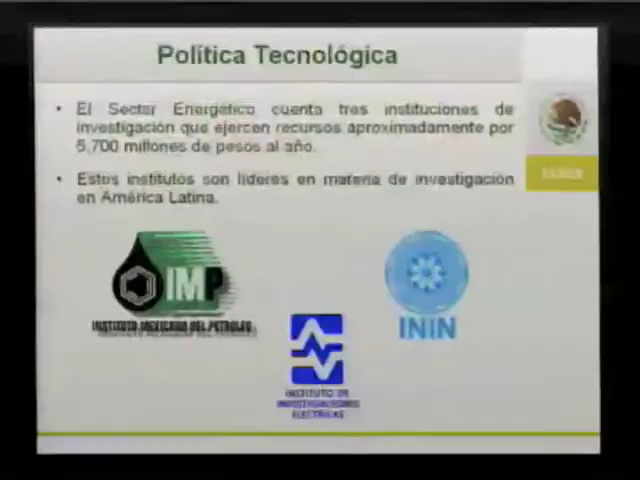 Política Tecnológica
• El Sector Energético cuenta tres instituciones de
investigación que ejercen recursos aproximadamente por
5,700 millones de pesos al año.
• Estos institutos son líderes en materia de investigación
en América Latina.
IMP
INSTITUTO MEXICANO DEL PETROLEO
ININ
INSTITUTO DE
INVESTIGACIONES
ELECTRICAS